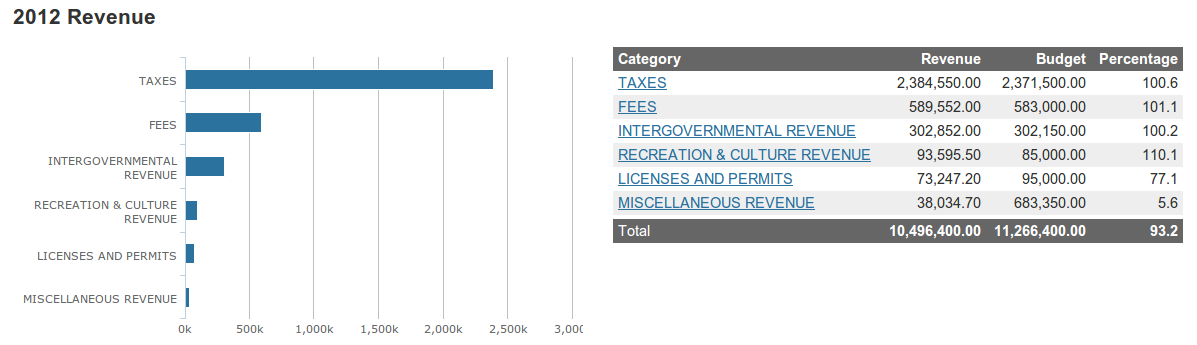 2012 Revenue
TAXES
FEES
INTERGOVERNMENTAL
REVENUE
RECREATION & CULTURE
REVENUE
LICENSES AND PERMITS
MISCELLANEOUS REVENUE
0k 500k 1,000k 1,500k 2,000k 2,500k 3,000
Category Revenue Budget Percentage
TAXES 2,384,550.00 2,371,500.00 100.6
FEES 589,552.00 583,000.00 101.1
INTERGOVERNMENTAL REVENUE 302,852.00 302,150.00 100.2
RECREATION & CULTURE REVENUE 93,595.50 85,000.00 110.1
LICENSES AND PERMITS 73,247.20 95,000.00 77.1
MISCELLANEOUS REVENUE 38,034.70 683,350.00 5.6
Total 10,496,400.00 11,266,400.00 93.2